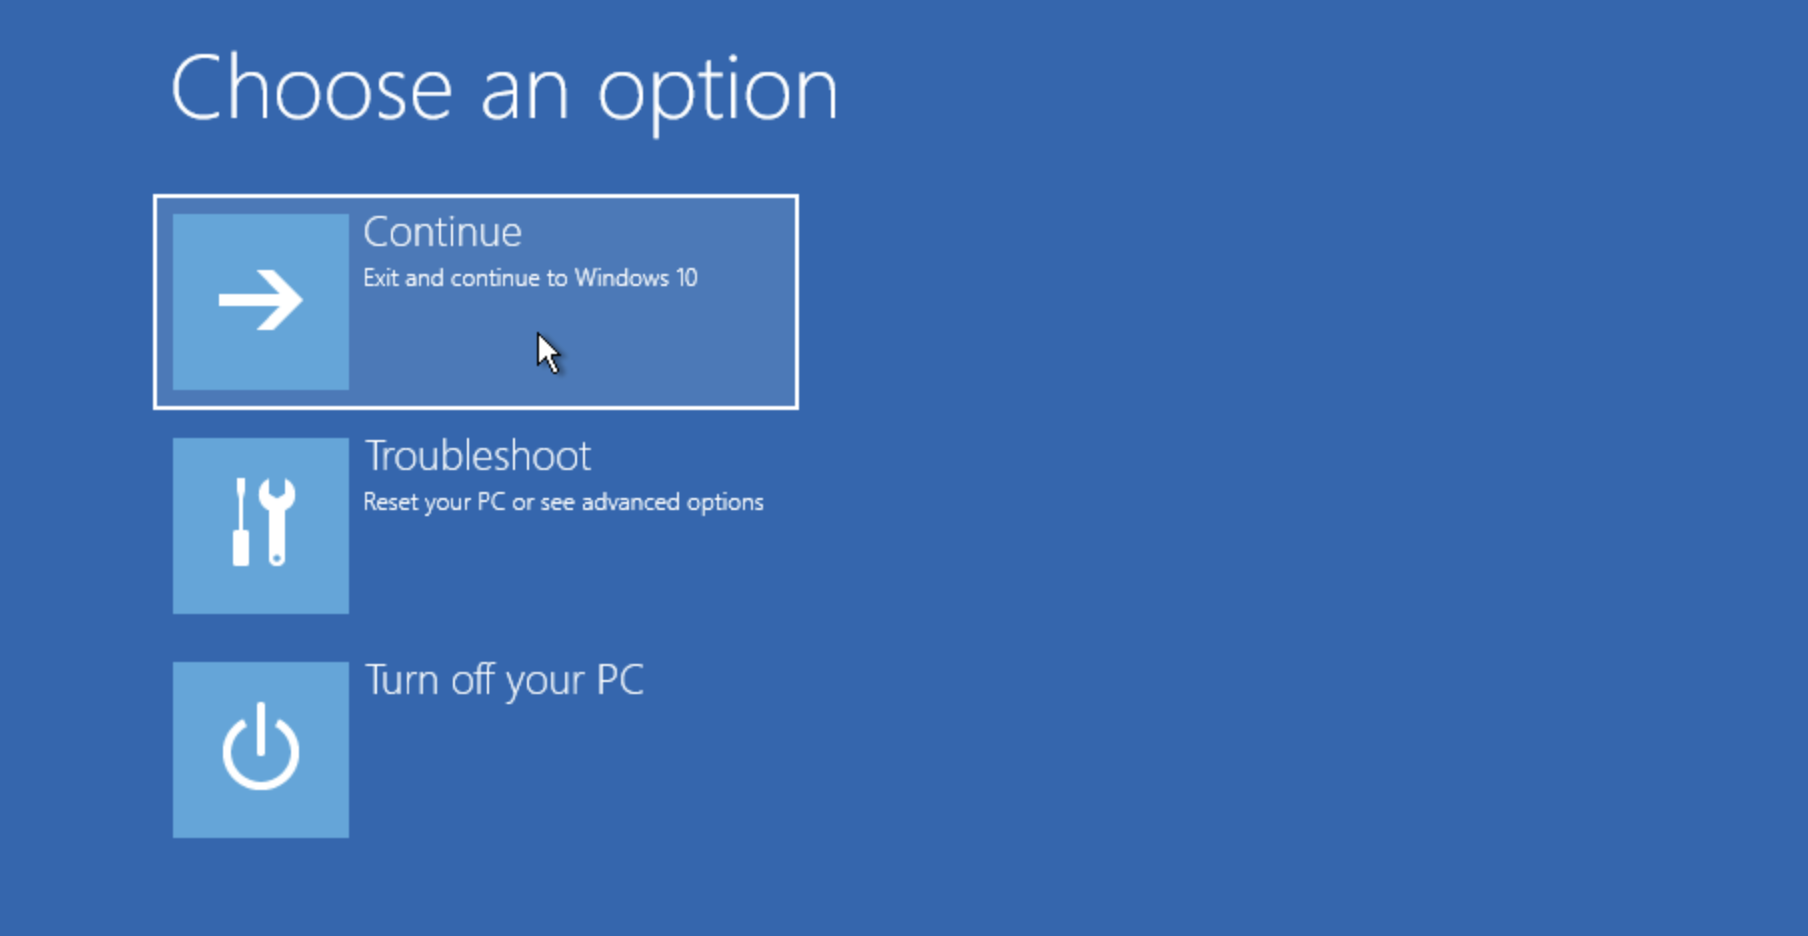 Choose an option
Continue
Exit and continue to Windows 10
Troubleshoot
Reset your PC or see advanced options
Turn off your PC